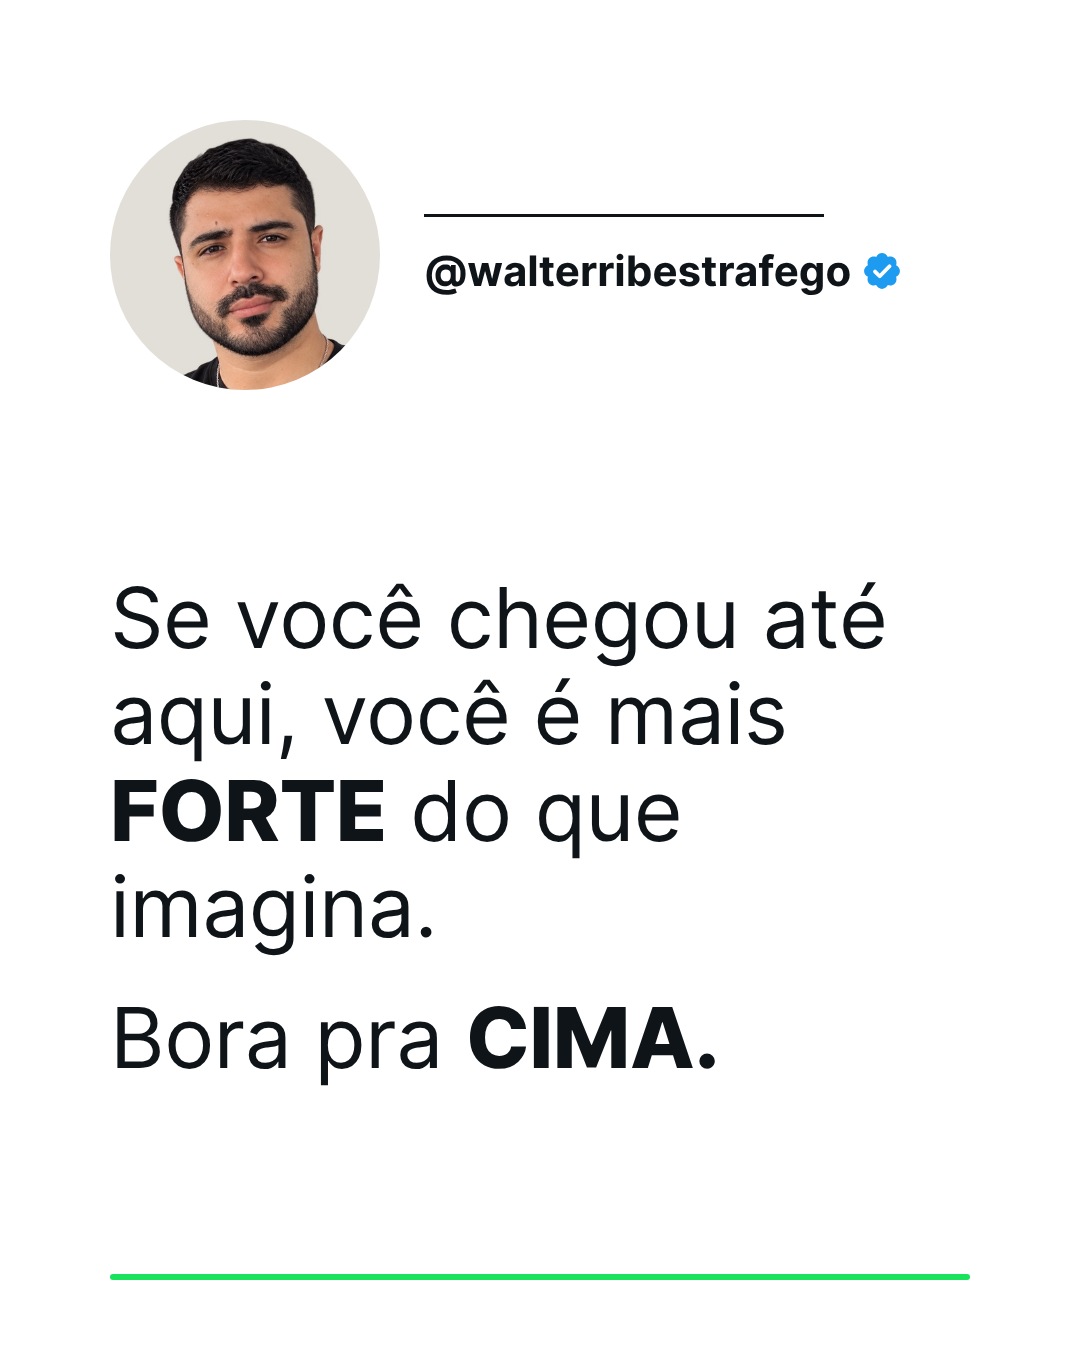 @walterribestrafego
Se você chegou até
aqui, você é mais
FORTE do que
imagina.
Bora pra CIMA.